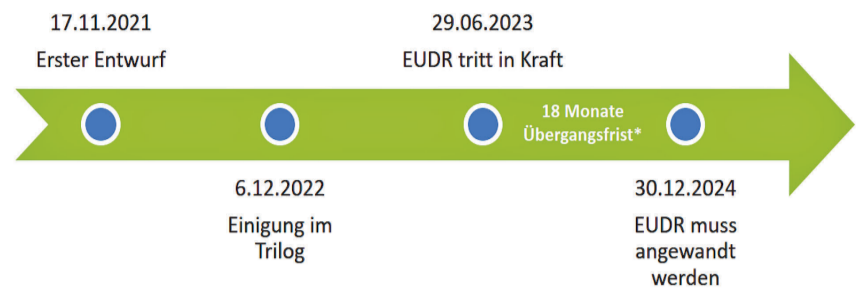 17.11.2021
Erster Entwurf
29.06.2023
EUDR tritt in Kraft
18 Monate
Übergangsfrist*
6.12.2022
Einigung im
Trilog
30.12.2024
EUDR muss
angewandt
werden